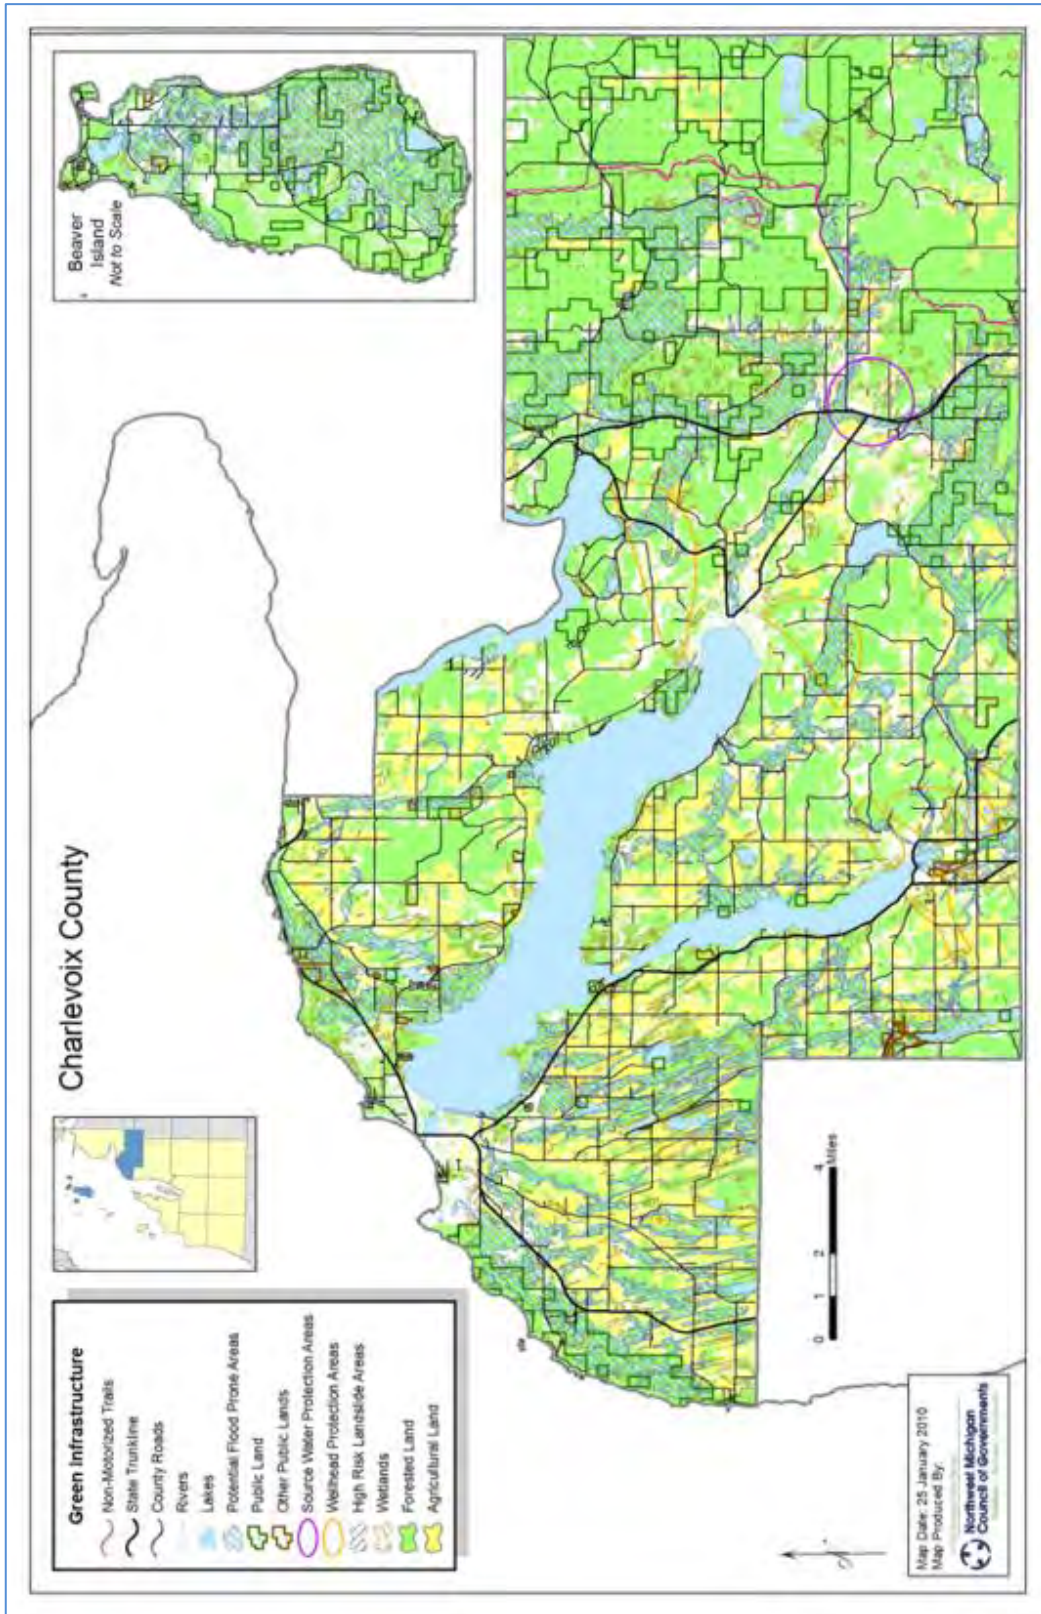 Charlevoix County
Beaver
Island
Not to Scale
Green Infrastructure
Non-Motorized Trails
State Trunkline
County Roads
Rivers
Lakes
Potential Flood Prone Areas
Public Land
Other Public Lands
Source Water Protection Areas
Wellhead Protection Areas
High Risk Landslide Areas
Wetlands
Forested Land
Agricultural Land
0 1 2 4
Miles
Map Date: 25 January 2010
Map Produced By:
Northwest Michigan
Council of Governments